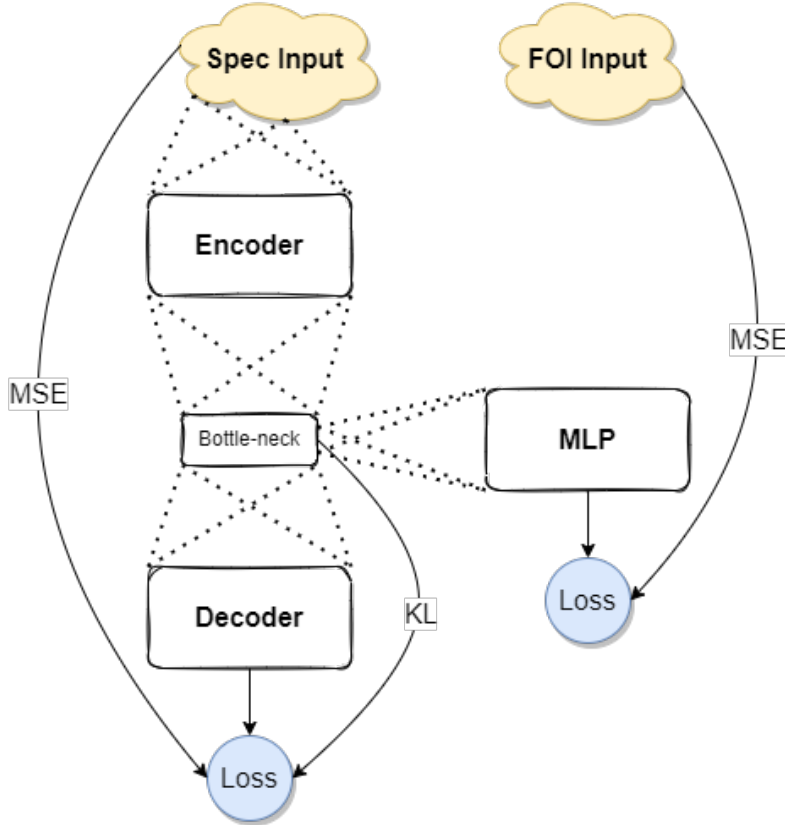 Spec Input
FOI Input
Encoder
MSE
MSE
Bottle-neck
MLP
Decoder
KL
Loss
Loss